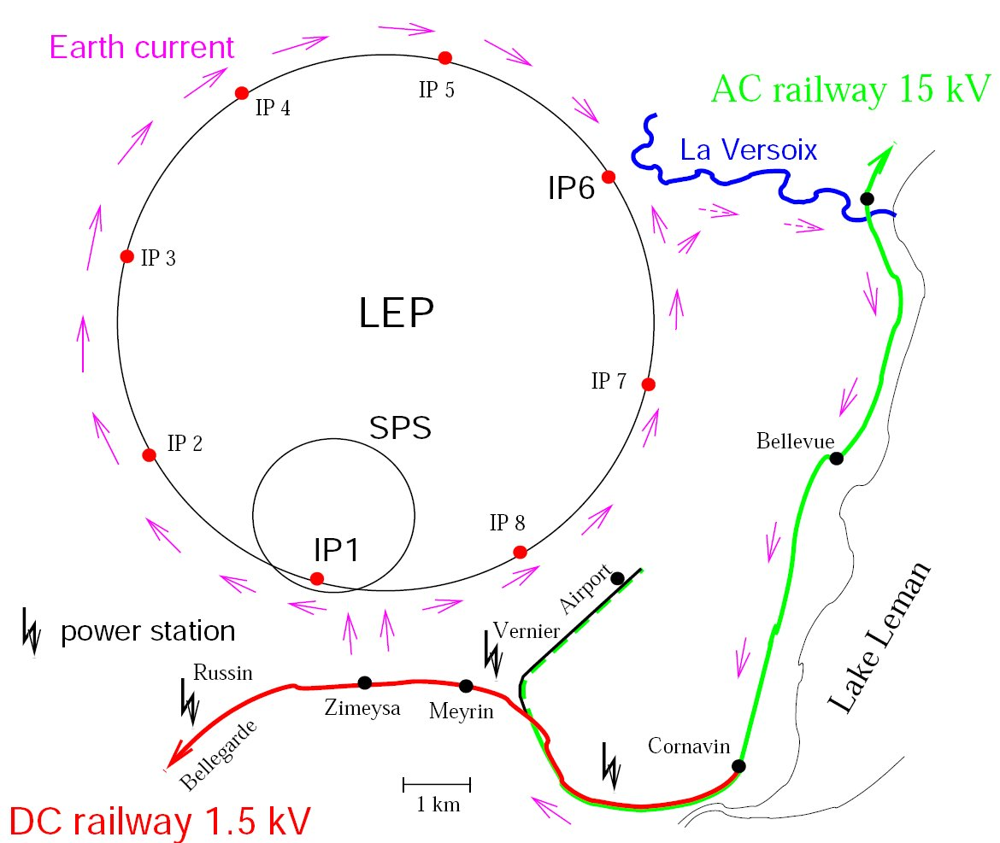 Earth current
IP 5
AC railway 15 kV
IP 4
La Versoix
IP6
IP 3
LEP
IP 7
SPS
IP 2
Bellevue
IP 8
IP1
Airport
Lake Leman
power station
Vernier
Russin
Zimeysa
Meyrin
Cornavin
Bellegarde
1 km
DC railway 1.5 kV